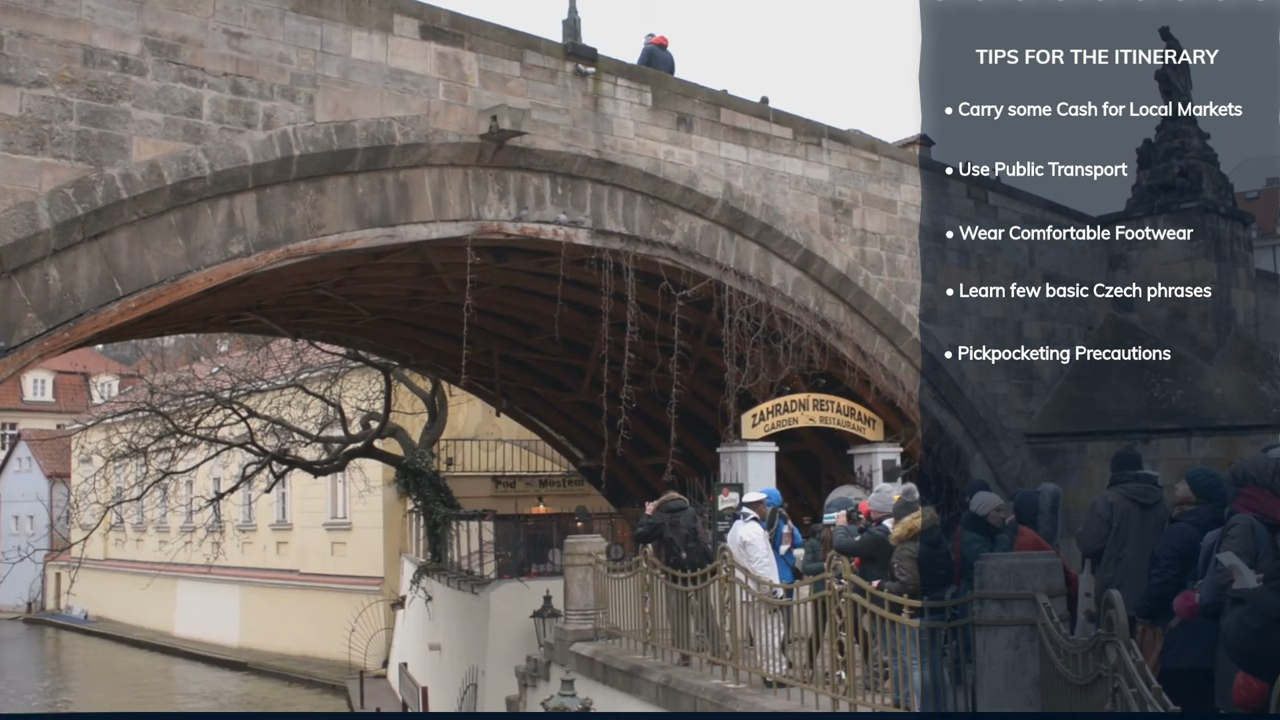 TIPS FOR THE ITINERARY
• Carry some Cash for Local Markets
• Use Public Transport
• Wear Comfortable Footwear
• Learn few basic Czech phrases
• Pickpocketing Precautions
ZAHRADNÍ RESTAURANT
GARDEN RESTAURANT
Pod Mostem